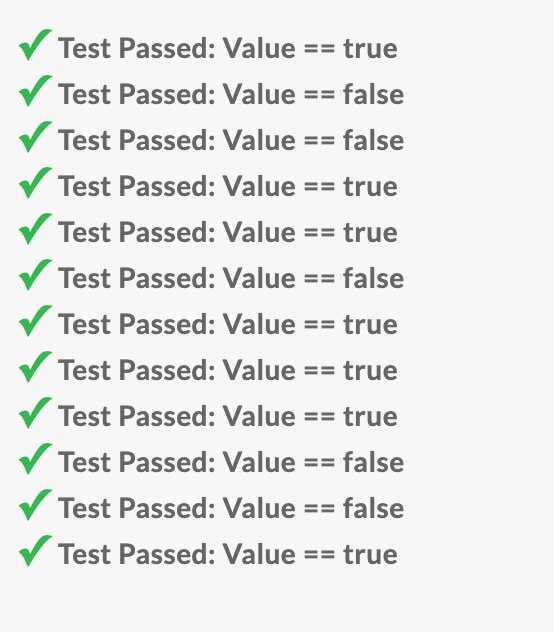 ✔ Test Passed: Value == true
✔ Test Passed: Value == false
✔ Test Passed: Value == false
✔ Test Passed: Value == true
✔ Test Passed: Value == true
✔ Test Passed: Value == false
✔ Test Passed: Value == true
✔ Test Passed: Value == true
✔ Test Passed: Value == true
✔ Test Passed: Value == false
✔ Test Passed: Value == false
✔ Test Passed: Value == true